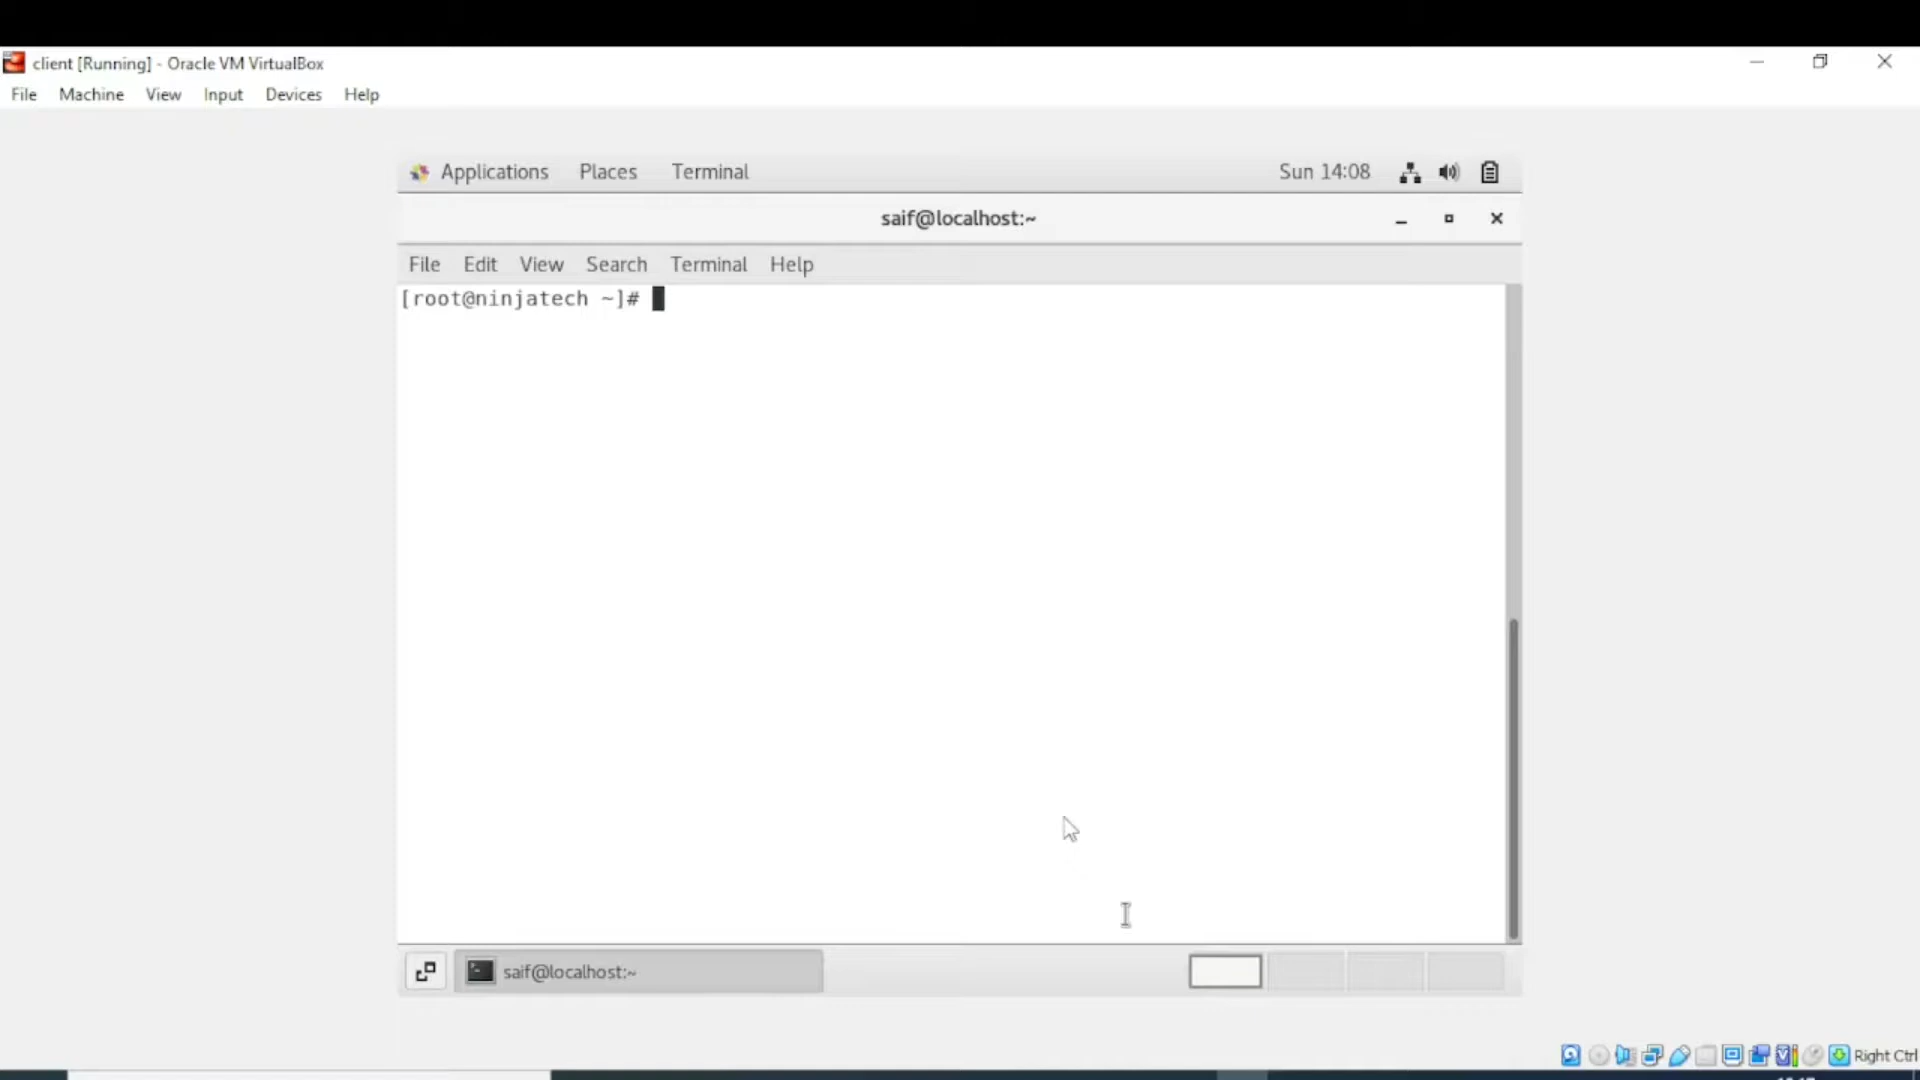 client [Running] - Oracle VM VirtualBox
File Machine View Input Devices Help
Applications Places Terminal Sun 14:08
saif@localhost:~
File Edit View Search Terminal Help
[root@ninjatech ~]#
saif@localhost:~
Right Ctrl